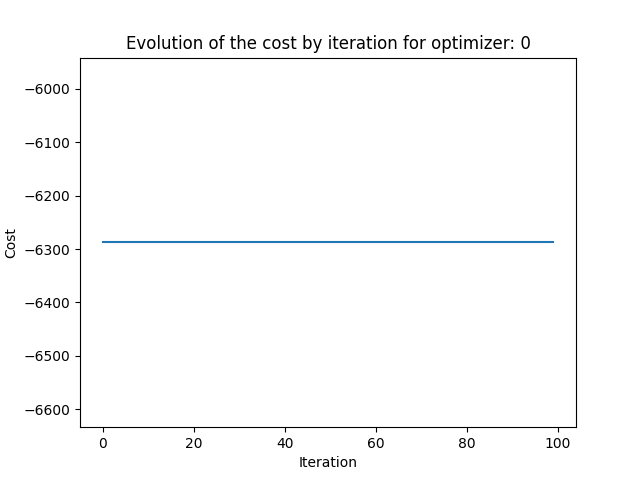 Evolution of the cost by iteration for optimizer: 0
−6000
−6100
−6200
−6300
−6400
−6500
−6600
Cost
0 20 40 60 80 100
Iteration